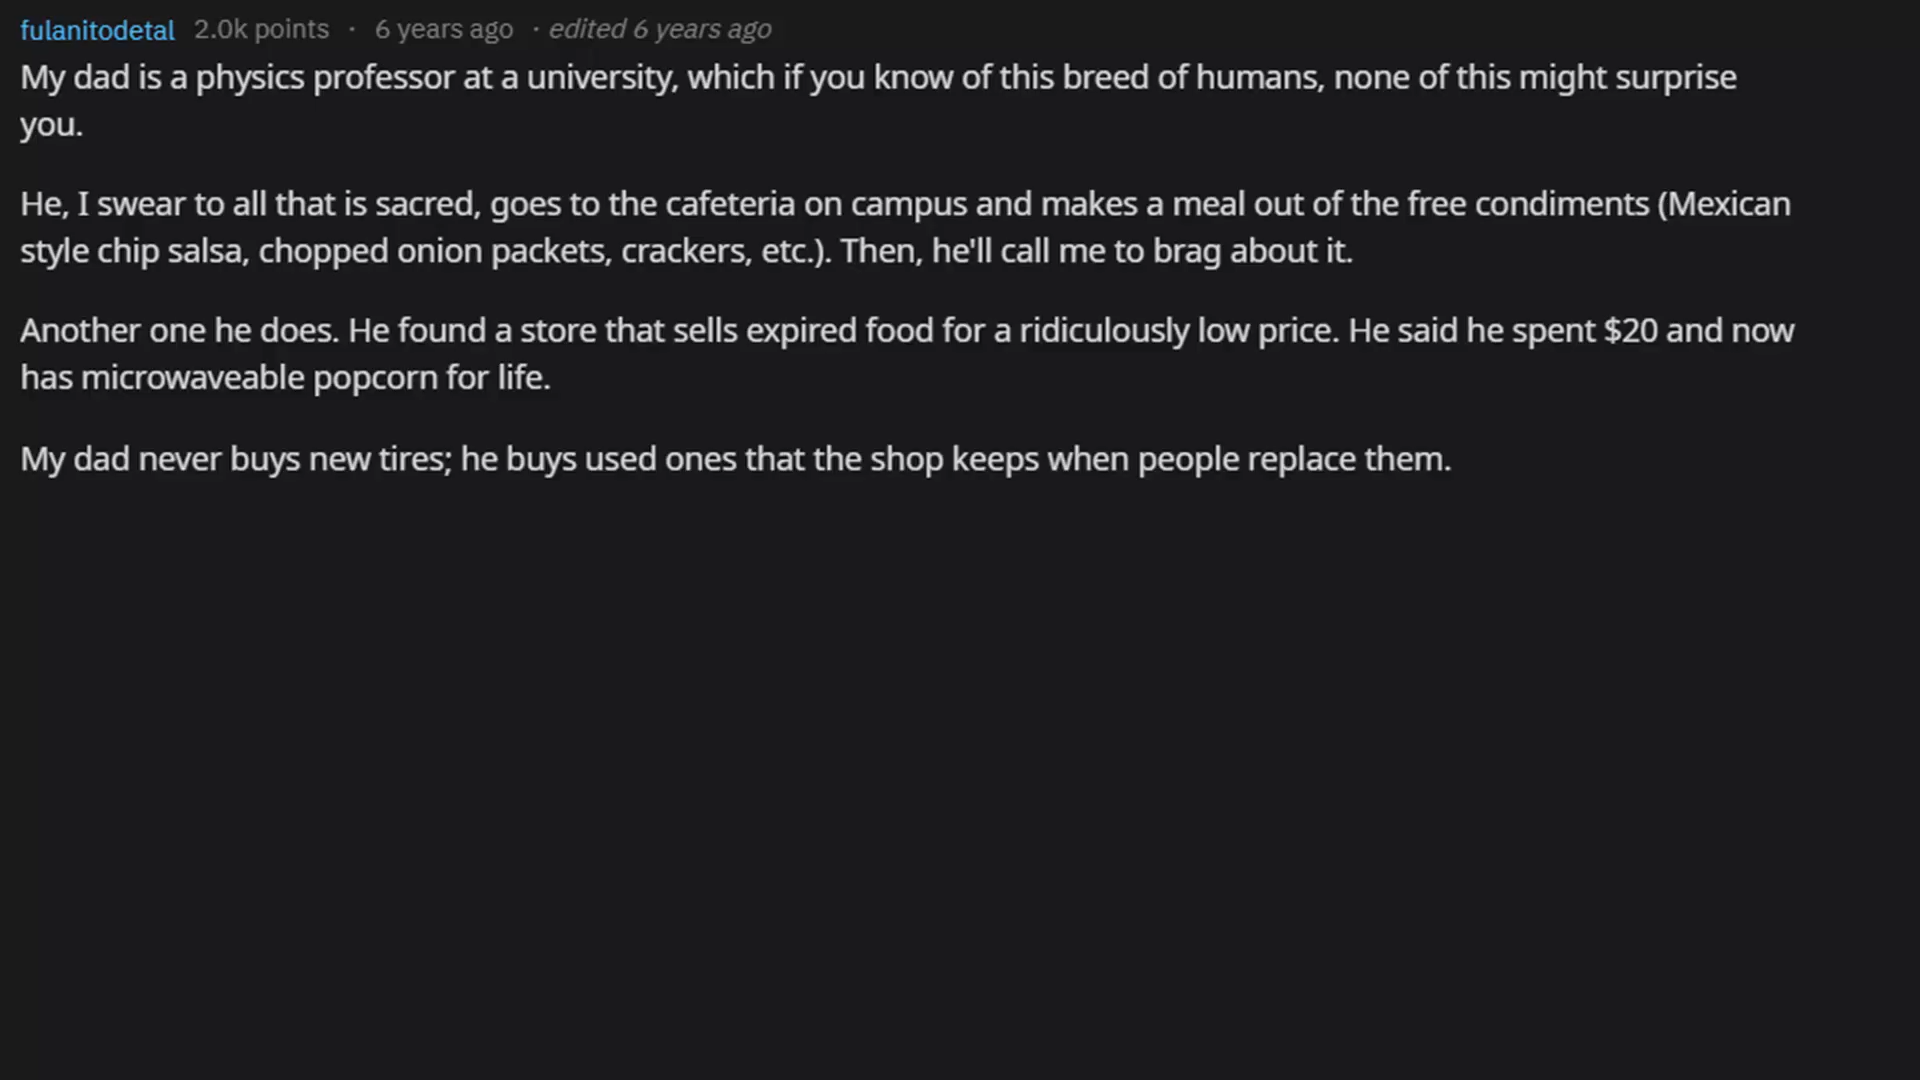 fulanitodetal 2.0k points · 6 years ago · edited 6 years ago
My dad is a physics professor at a university, which if you know of this breed of humans, none of this might surprise
you.
He, I swear to all that is sacred, goes to the cafeteria on campus and makes a meal out of the free condiments (Mexican
style chip salsa, chopped onion packets, crackers, etc.). Then, he'll call me to brag about it.
Another one he does. He found a store that sells expired food for a ridiculously low price. He said he spent $20 and now
has microwaveable popcorn for life.
My dad never buys new tires; he buys used ones that the shop keeps when people replace them.